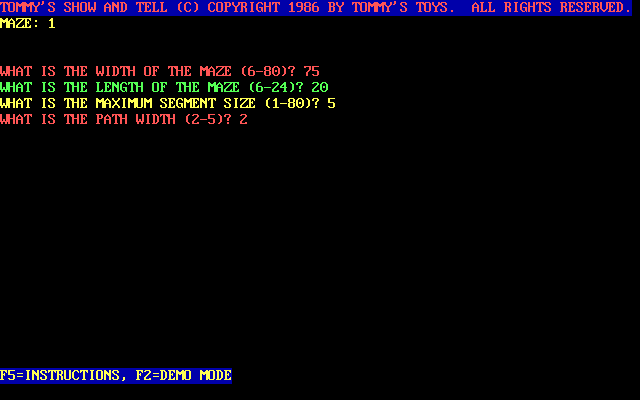 TOMMY'S SHOW AND TELL (C) COPYRIGHT 1986 BY TOMMY'S TOYS.  ALL RIGHTS RESERVED.
MAZE: 1
WHAT IS THE WIDTH OF THE MAZE (6-80)? 75
WHAT IS THE LENGTH OF THE MAZE (6-24)? 20
WHAT IS THE MAXIMUM SEGMENT SIZE (1-80)? 5
WHAT IS THE PATH WIDTH (2-5)? 2
F5=INSTRUCTIONS, F2=DEMO MODE